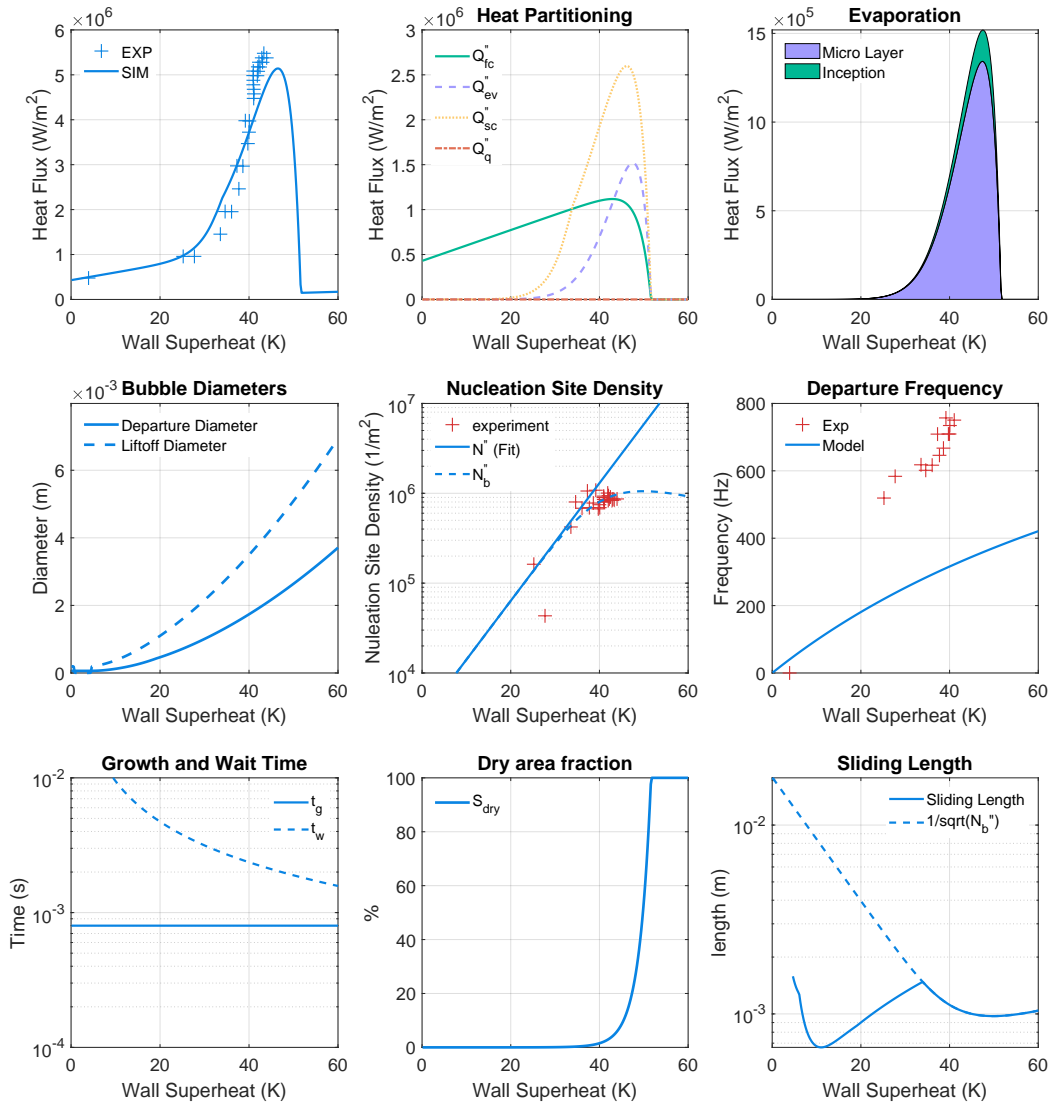 ×10^6
Heat Flux (W/m^2)
6
5
4
3
2
1
0
EXP
SIM
0 20 40 60
Wall Superheat (K)
Heat Partitioning
×10^6
Heat Flux (W/m^2)
3
2.5
2
1.5
1
0.5
0
Q"_fc
Q"_ev
Q"_sc
Q"_q
0 20 40 60
Wall Superheat (K)
Evaporation
×10^5
Heat Flux (W/m^2)
15
10
5
0
Micro Layer
Inception
0 20 40 60
Wall Superheat (K)
Bubble Diameters
×10^-3
Diameter (m)
6
4
2
0
Departure Diameter
Liftoff Diameter
0 20 40 60
Wall Superheat (K)
Nucleation Site Density
Nuleation Site Density (1/m^2)
10^7
10^6
10^5
10^4
experiment
N" (Fit)
N"_b
0 20 40 60
Wall Superheat (K)
Departure Frequency
Frequency (Hz)
800
600
400
200
0
Exp
Model
0 20 40 60
Wall Superheat (K)
Growth and Wait Time
Time (s)
10^-2
10^-3
10^-4
t_g
t_w
0 20 40 60
Wall Superheat (K)
Dry area fraction
%
100
80
60
40
20
0
S_dry
0 20 40 60
Wall Superheat (K)
Sliding Length
length (m)
10^-2
10^-3
Sliding Length
1/sqrt(N_b")
0 20 40 60
Wall Superheat (K)